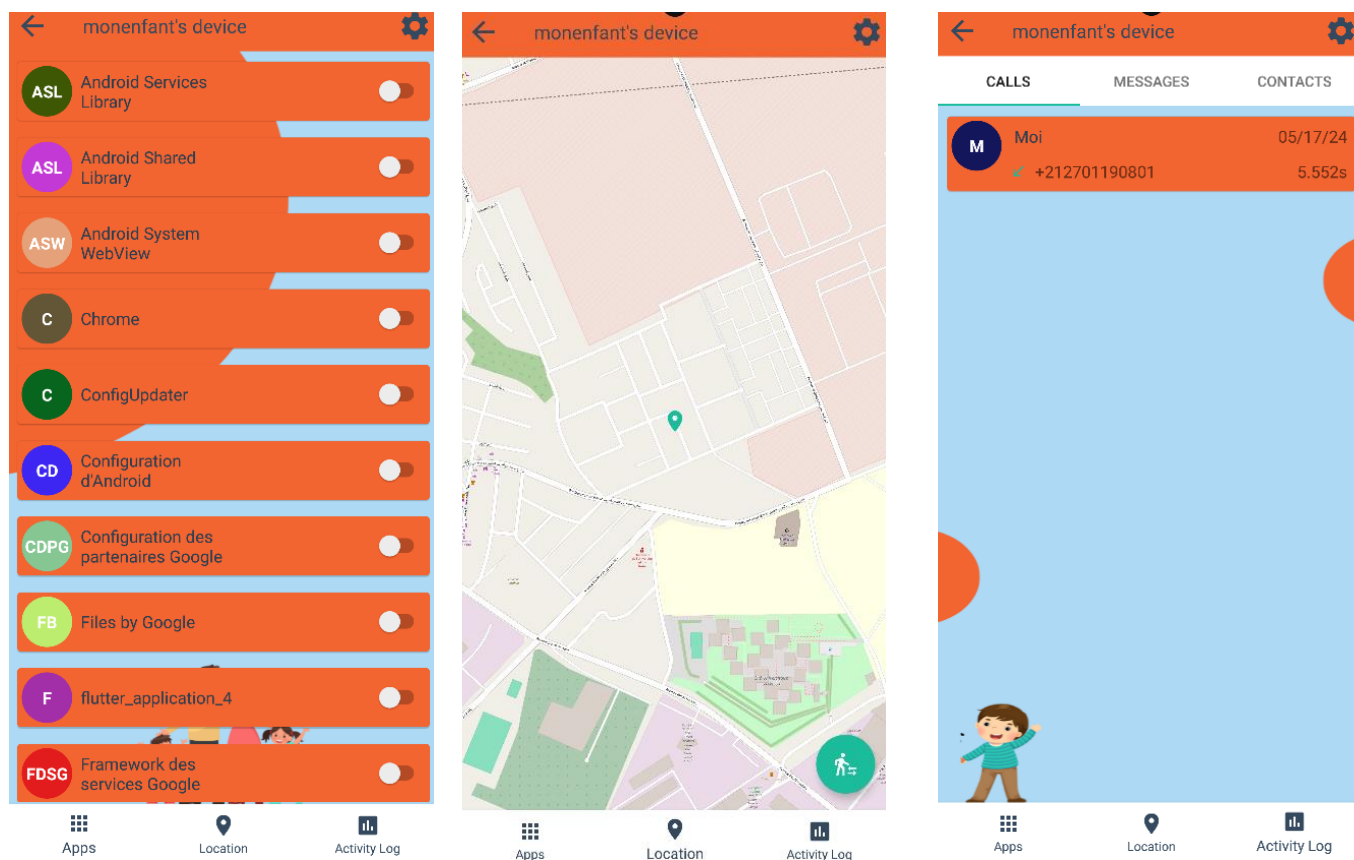 monenfant's device
ASL
Android Services
Library
ASL
Android Shared
Library
ASW
Android System
WebView
C
Chrome
C
ConfigUpdater
CD
Configuration
d'Android
CDPG
Configuration des
partenaires Google
FB
Files by Google
F
flutter_application_4
FDSG
Framework des
services Google
Apps
Location
Activity Log
monenfant's device
Apps
Location
Activity Log
monenfant's device
CALLS MESSAGES CONTACTS
M
Moi 05/17/24
+212701190801 5.552s
Apps
Location
Activity Log